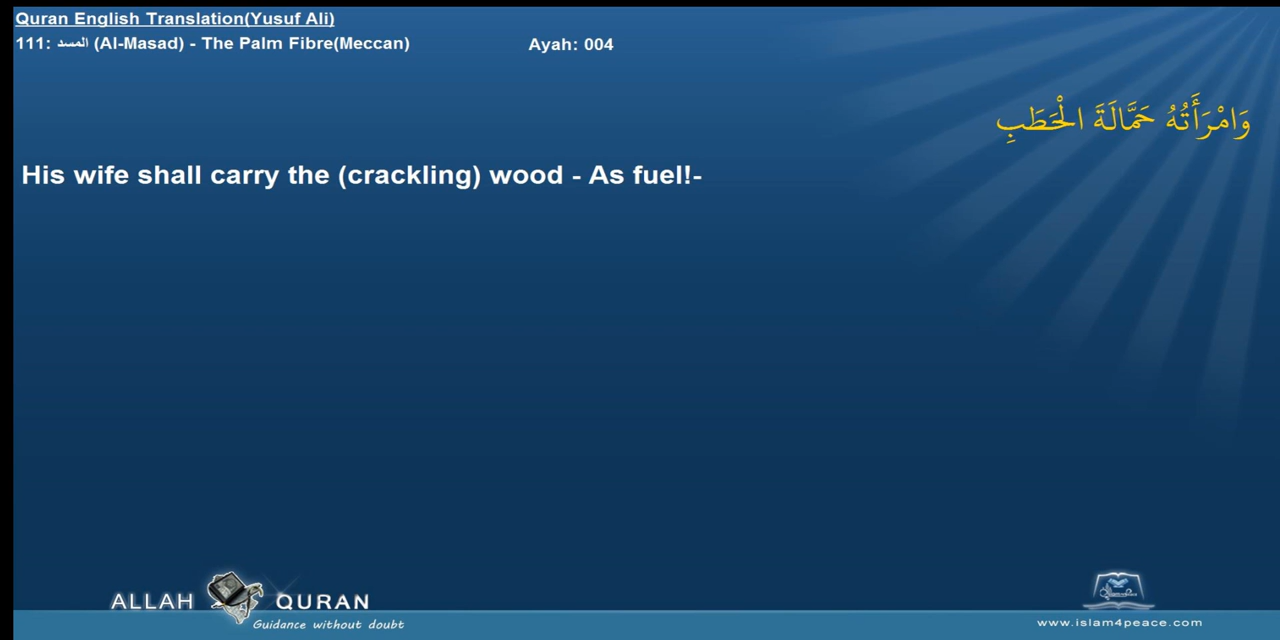 Quran English Translation(Yusuf Ali)
111: المسد (Al-Masad) - The Palm Fibre(Meccan) Ayah: 004
وَامْرَأَتُهُ حَمَّالَةَ الْحَطَبِ
His wife shall carry the (crackling) wood - As fuel!-
ALLAH QURAN
Guidance without doubt
www.islam4peace.com